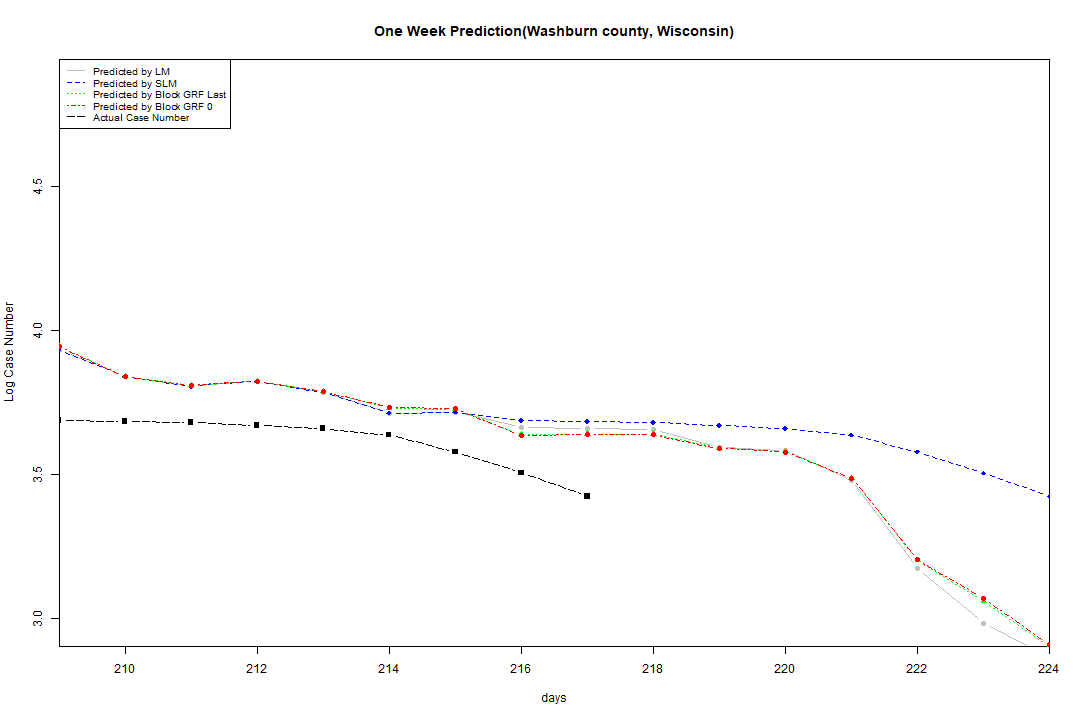 One Week Prediction(Washburn county, Wisconsin)
Predicted by LM
Predicted by SLM
Predicted by Block GRF Last
Predicted by Block GRF 0
Actual Case Number
4.5
4.0
3.5
3.0
Log Case Number
210 212 214 216 218 220 222 224
days